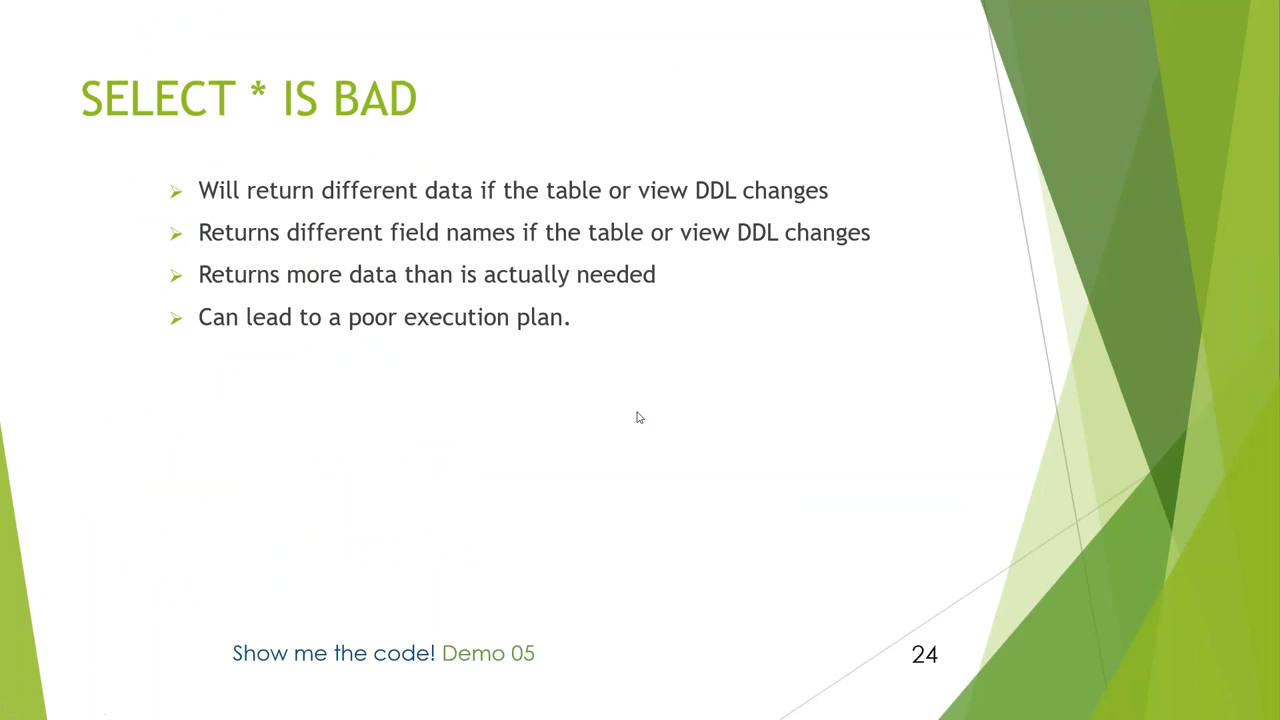 SELECT * IS BAD
Will return different data if the table or view DDL changes
Returns different field names if the table or view DDL changes
Returns more data than is actually needed
Can lead to a poor execution plan.
Show me the code! Demo 05
24